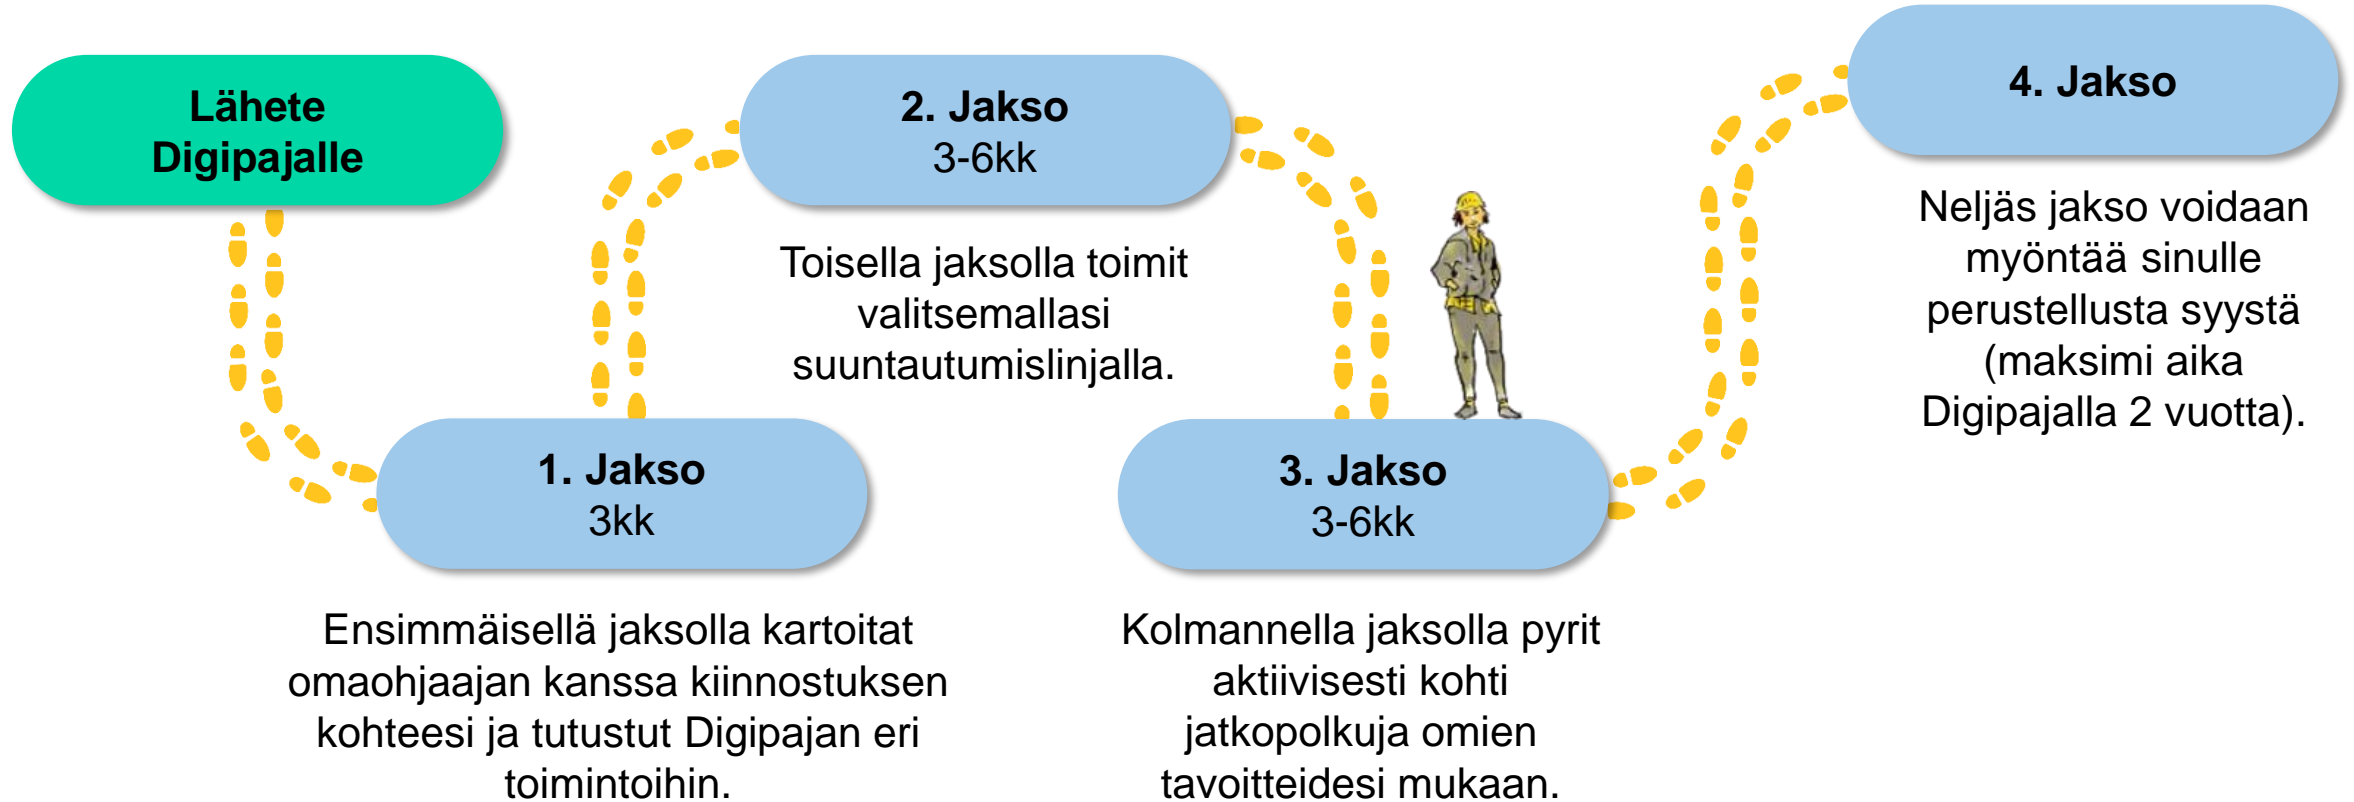 Lähete
Digipajalle
1. Jakso
3kk
Ensimmäisellä jaksolla kartoitat
omaohjaajan kanssa kiinnostuksen
kohteesi ja tutustut Digipajan eri
toimintoihin.
2. Jakso
3-6kk
Toisella jaksolla toimit
valitsemallasi
suuntautumislinjalla.
3. Jakso
3-6kk
Kolmannella jaksolla pyrit
aktiivisesti kohti
jatkopolkuja omien
tavoitteidesi mukaan.
4. Jakso
Neljäs jakso voidaan
myöntää sinulle
perustellusta syystä
(maksimi aika
Digipajalla 2 vuotta).